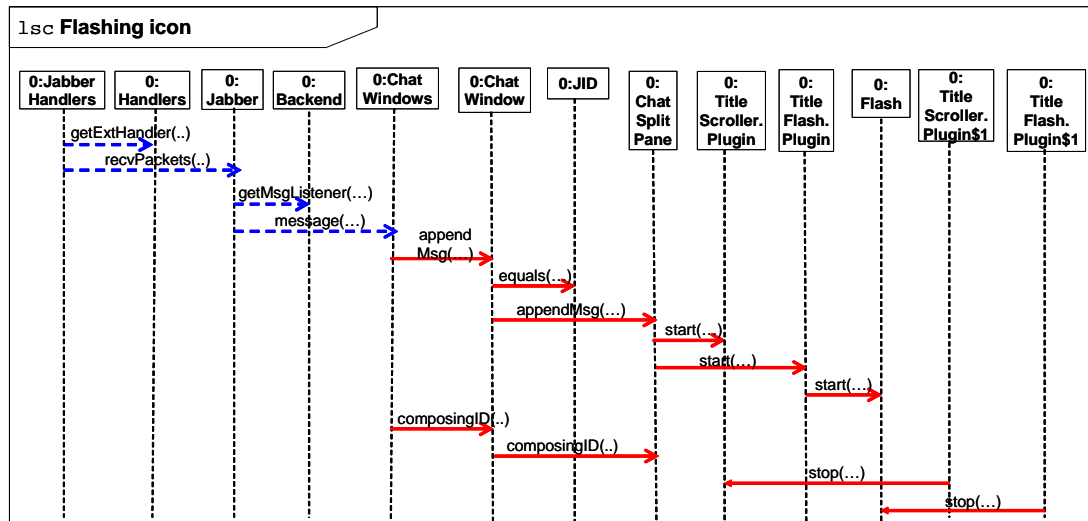 lsc Flashing icon
0:Jabber
Handlers
0:
Handlers
0:
Jabber
0:
Backend
0:Chat
Windows
0:Chat
Window
0:JID
0:
Chat
Split
Pane
0:
Title
Scroller.
Plugin
0:
Title
Flash.
Plugin
0:
Flash
0:
Title
Scroller.
Plugin$1
0:
Title
Flash.
Plugin$1
getExtHandler(..)
recvPackets(..)
getMsgListener(…)
message(…)
append
Msg(…)
equals(…)
appendMsg(…)
start(…)
start(…)
start(…)
composingID(..)
composingID(..)
stop(…)
stop(…)